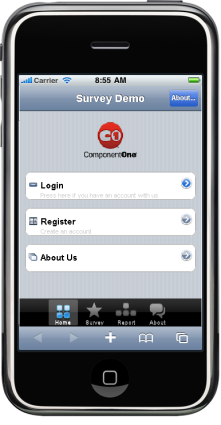 Carrier 8:55 AM
Survey Demo
About...
C1
ComponentOne
Login
Press here if you have an account with us
Register
Create an account
About Us
Home Survey Report About